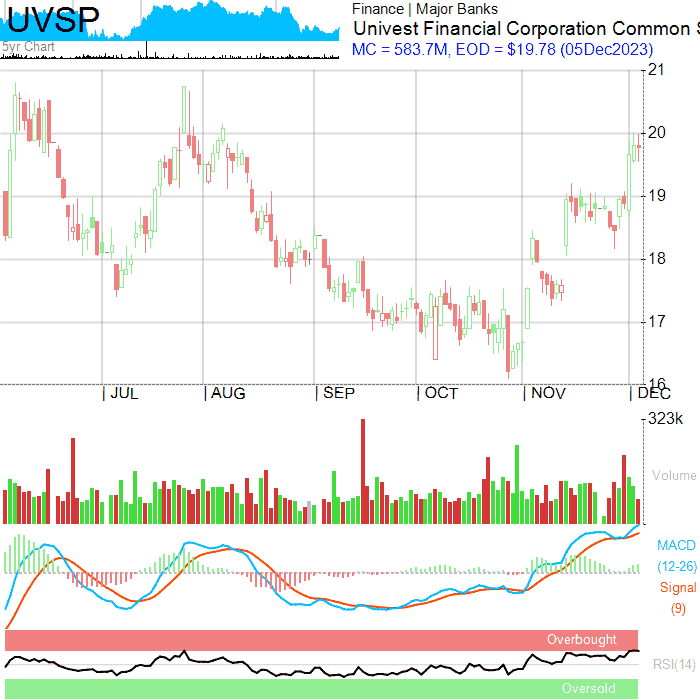 UVSP
5yr Chart
Finance | Major Banks
Univest Financial Corporation Common S
MC = 583.7M, EOD = $19.78 (05Dec2023)
21
20
19
18
17
16
| JUL | AUG | SEP | OCT | NOV | DEC
323k
Volume
MACD
(12-26)
Signal
(9)
Overbought
RSI(14)
Oversold